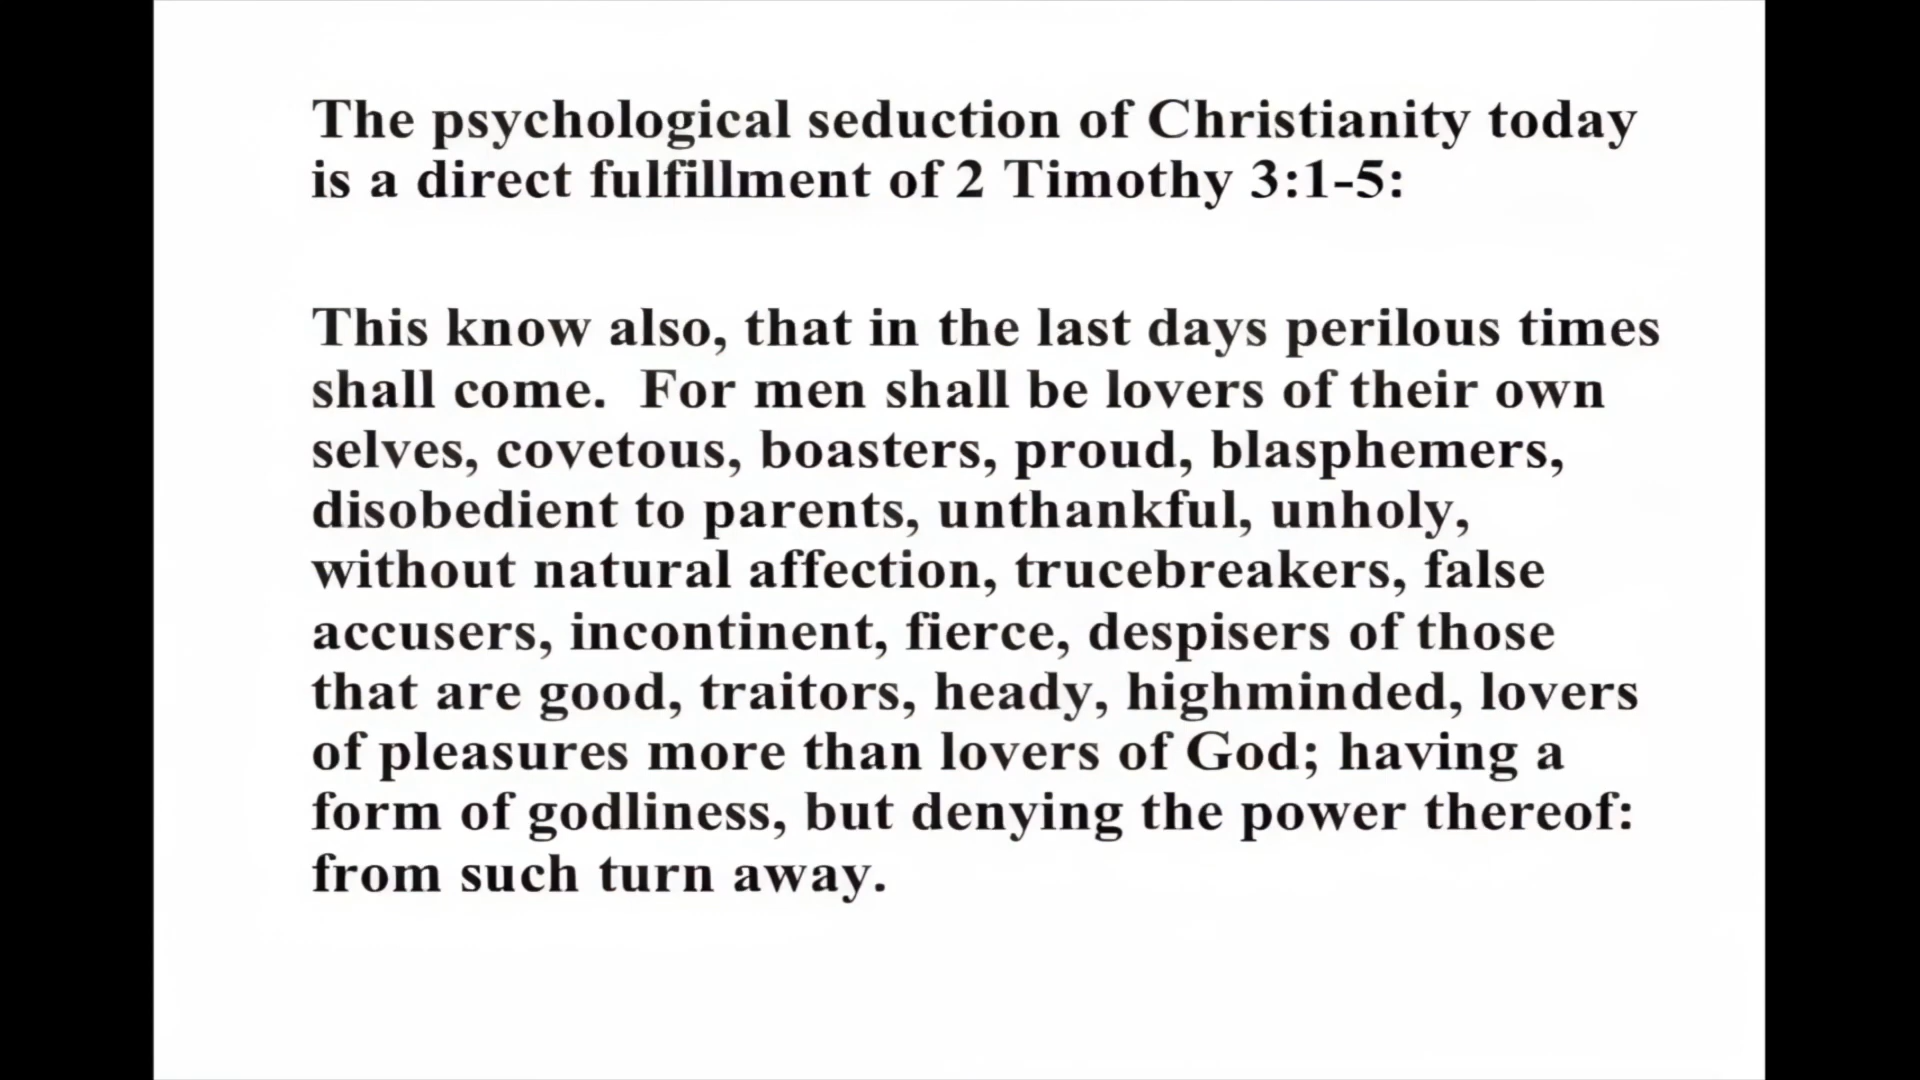 The psychological seduction of Christianity today
is a direct fulfillment of 2 Timothy 3:1-5:
This know also, that in the last days perilous times
shall come.  For men shall be lovers of their own
selves, covetous, boasters, proud, blasphemers,
disobedient to parents, unthankful, unholy,
without natural affection, trucebreakers, false
accusers, incontinent, fierce, despisers of those
that are good, traitors, heady, highminded, lovers
of pleasures more than lovers of God; having a
form of godliness, but denying the power thereof:
from such turn away.